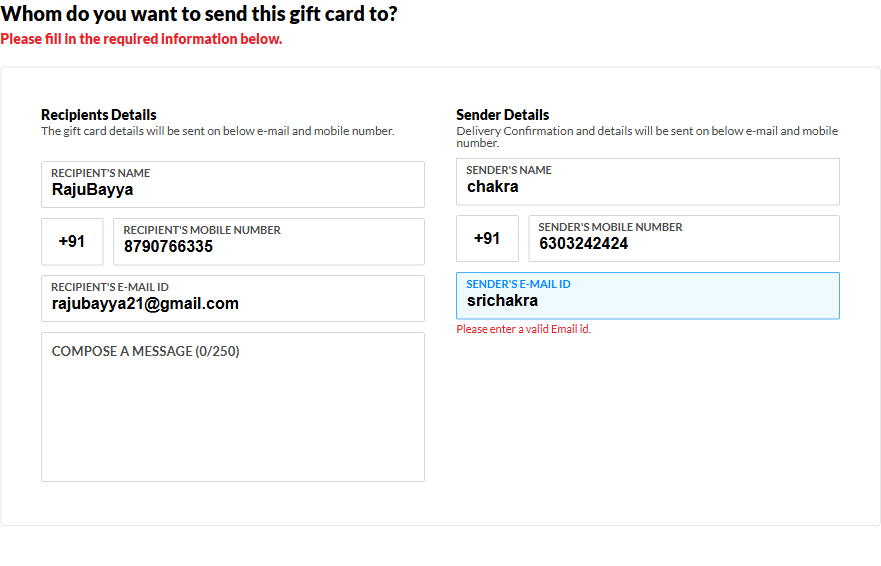 Whom do you want to send this gift card to?
Please fill in the required information below.
Recipients Details
The gift card details will be sent on below e-mail and mobile number.
RECIPIENT'S NAME
RajuBayya
+91
RECIPIENT'S MOBILE NUMBER
8790766335
RECIPIENT'S E-MAIL ID
rajubayya21@gmail.com
COMPOSE A MESSAGE (0/250)
Sender Details
Delivery Confirmation and details will be sent on below e-mail and mobile
number.
SENDER'S NAME
chakra
+91
SENDER'S MOBILE NUMBER
6303242424
SENDER'S E-MAIL ID
srichakra
Please enter a valid Email id.